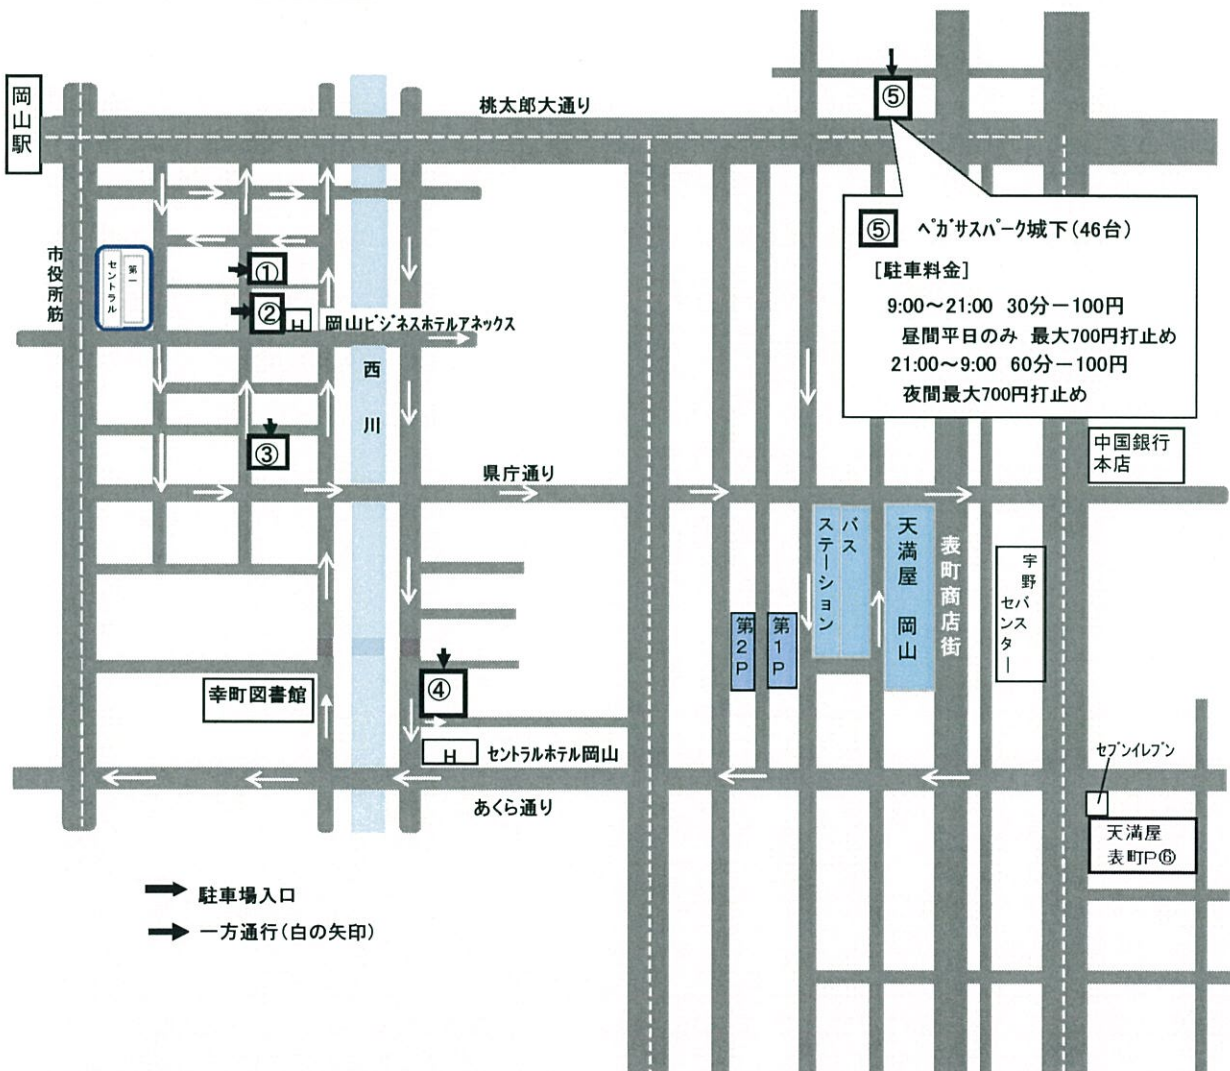 岡山駅
桃太郎大通り
⑤
⑤ ペガサスパーク城下(46台)
[駐車料金]
9:00〜21:00 30分ー100円
昼間平日のみ 最大700円打止め
21:00〜9:00 60分ー100円
夜間最大700円打止め
市役所筋
第一
セントラル
①
②
H
岡山ビジネスホテルアネックス
西川
③
県庁通り
中国銀行
本店
バス
ステーション
天満屋 岡山
表町商店街
宇野
バス
センター
第2P
第1P
④
幸町図書館
H
セントラルホテル岡山
あくら通り
セブンイレブン
天満屋
表町P⑥
駐車場入口
一方通行(白の矢印)